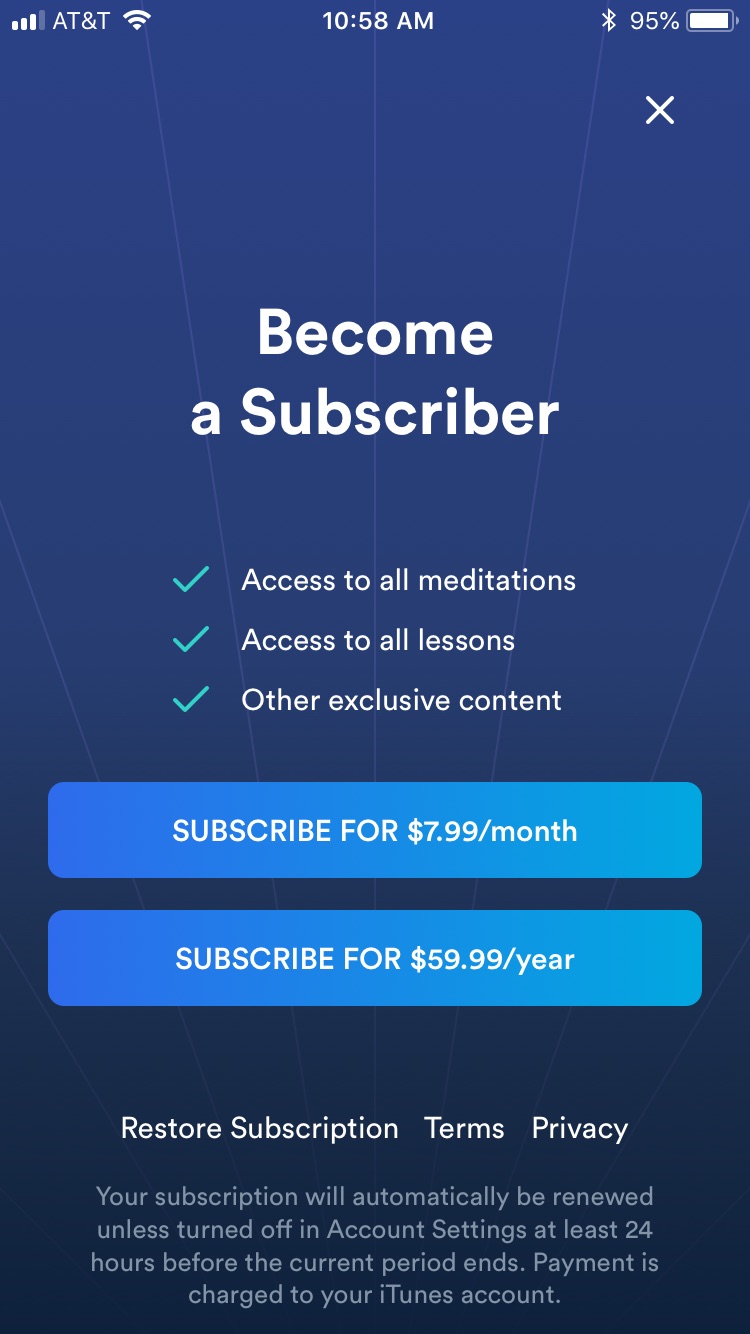 AT&T 10:58 AM 95%
Become
a Subscriber
Access to all meditations
Access to all lessons
Other exclusive content
SUBSCRIBE FOR $7.99/month
SUBSCRIBE FOR $59.99/year
Restore Subscription Terms Privacy
Your subscription will automatically be renewed
unless turned off in Account Settings at least 24
hours before the current period ends. Payment is
charged to your iTunes account.